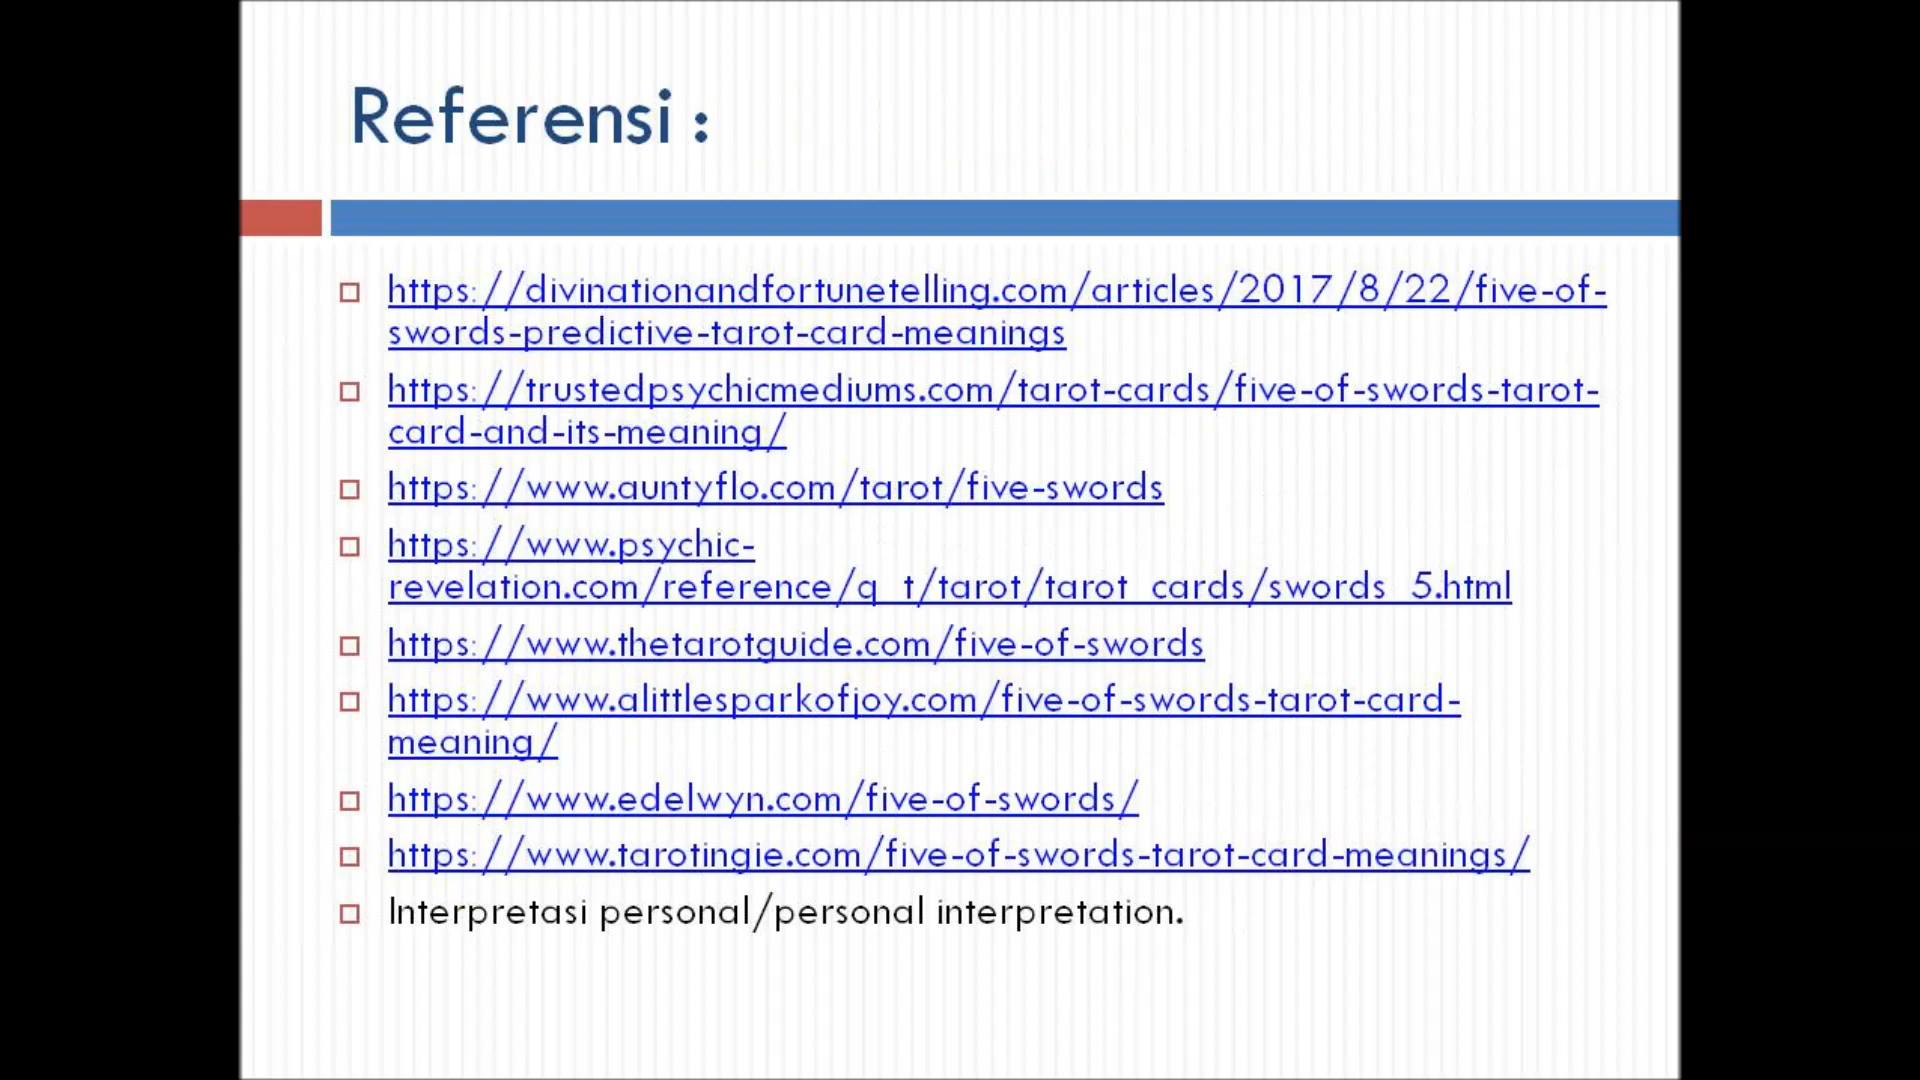 Referensi :
https://divinationandfortunetelling.com/articles/2017/8/22/five-of-
swords-predictive-tarot-card-meanings
https://trustedpsychicmediums.com/tarot-cards/five-of-swords-tarot-
card-and-its-meaning/
https://www.auntyflo.com/tarot/five-swords
https://www.psychic-
revelation.com/reference/q_t/tarot/tarot_cards/swords_5.html
https://www.thetarotguide.com/five-of-swords
https://www.alittlesparkofjoy.com/five-of-swords-tarot-card-
meaning/
https://www.edelwyn.com/five-of-swords/
https://www.tarotingie.com/five-of-swords-tarot-card-meanings/
Interpretasi personal/personal interpretation.